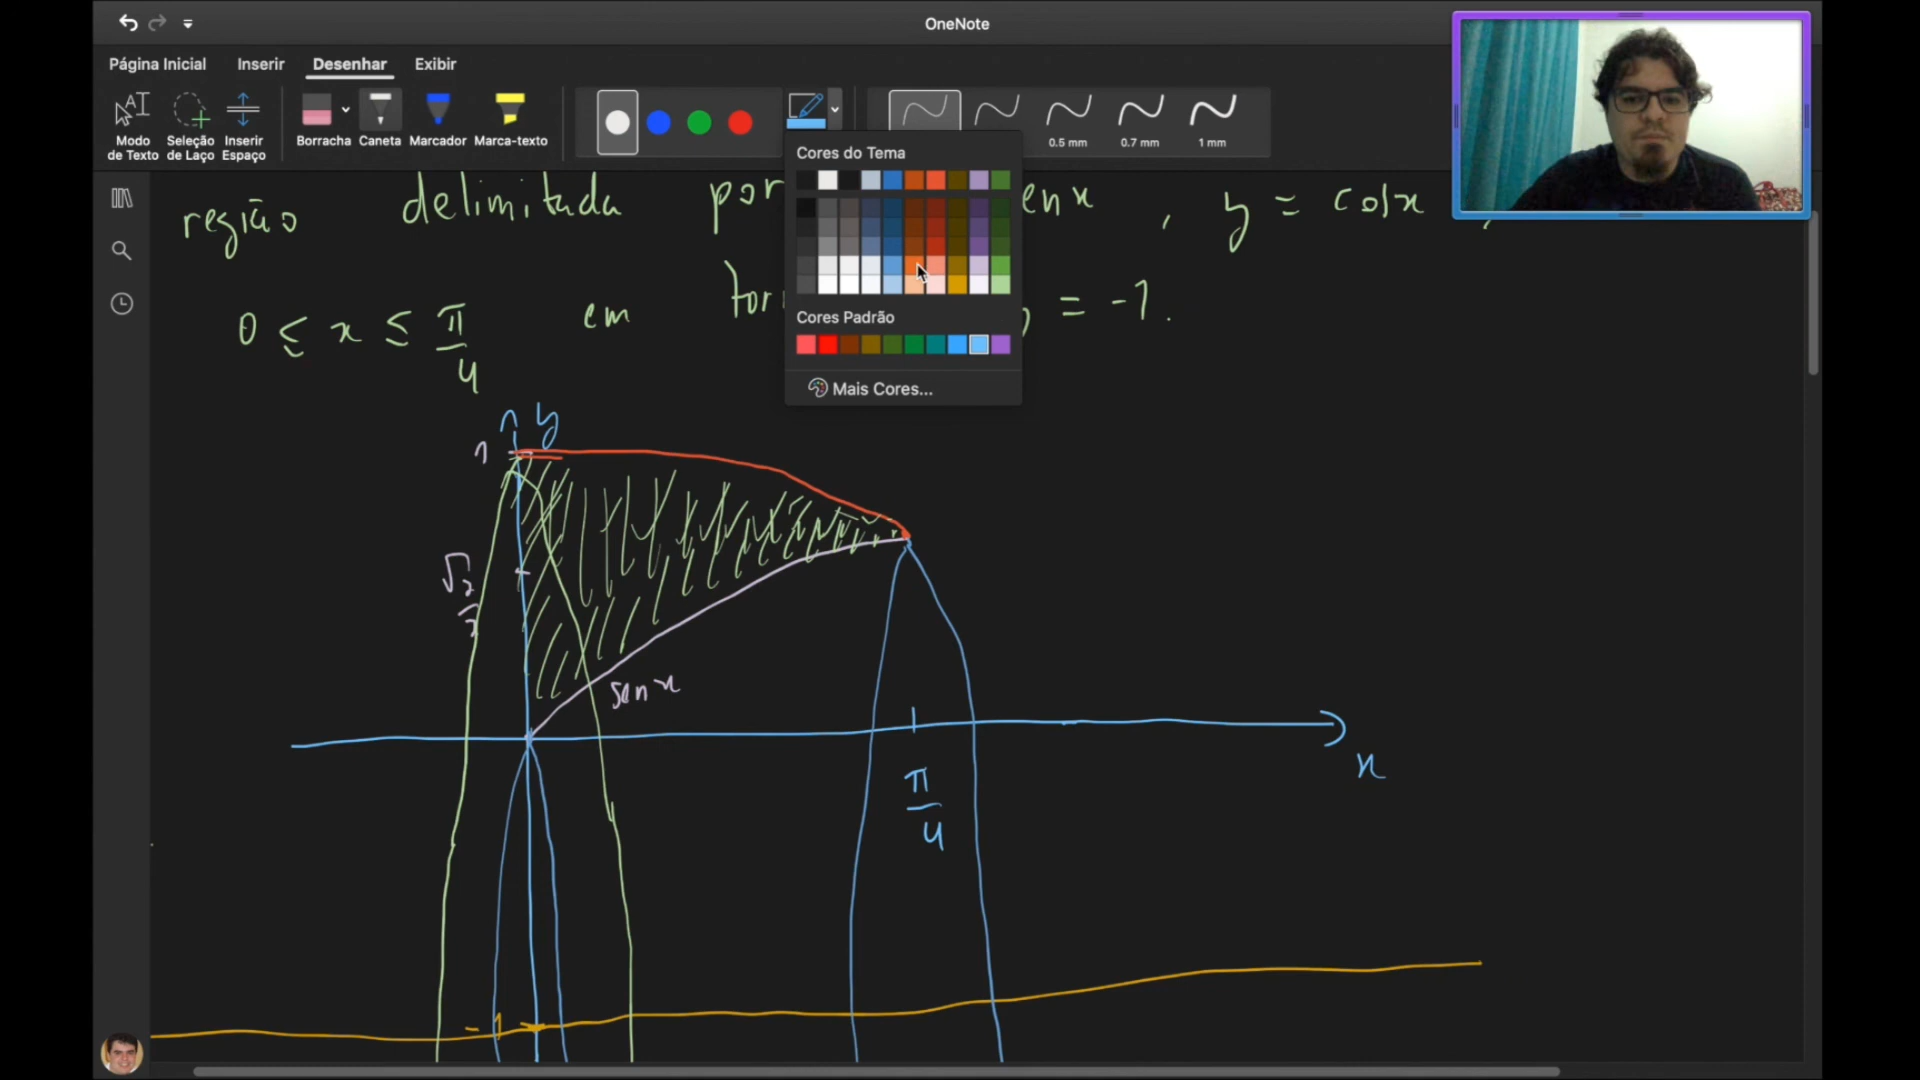 OneNote
Página Inicial Inserir Desenhar Exibir
Modo de Texto
Seleção de Laço
Inserir Espaço
Borracha
Caneta
Marcador
Marca-texto
0.5 mm
0.7 mm
1 mm
Cores do Tema
Cores Padrão
Mais Cores...
região delimitada por enx , y = cosx ,
0 ≤ x ≤ π/4 em tor = -1.
y
1
√2/2
senx
π/4
x
-1